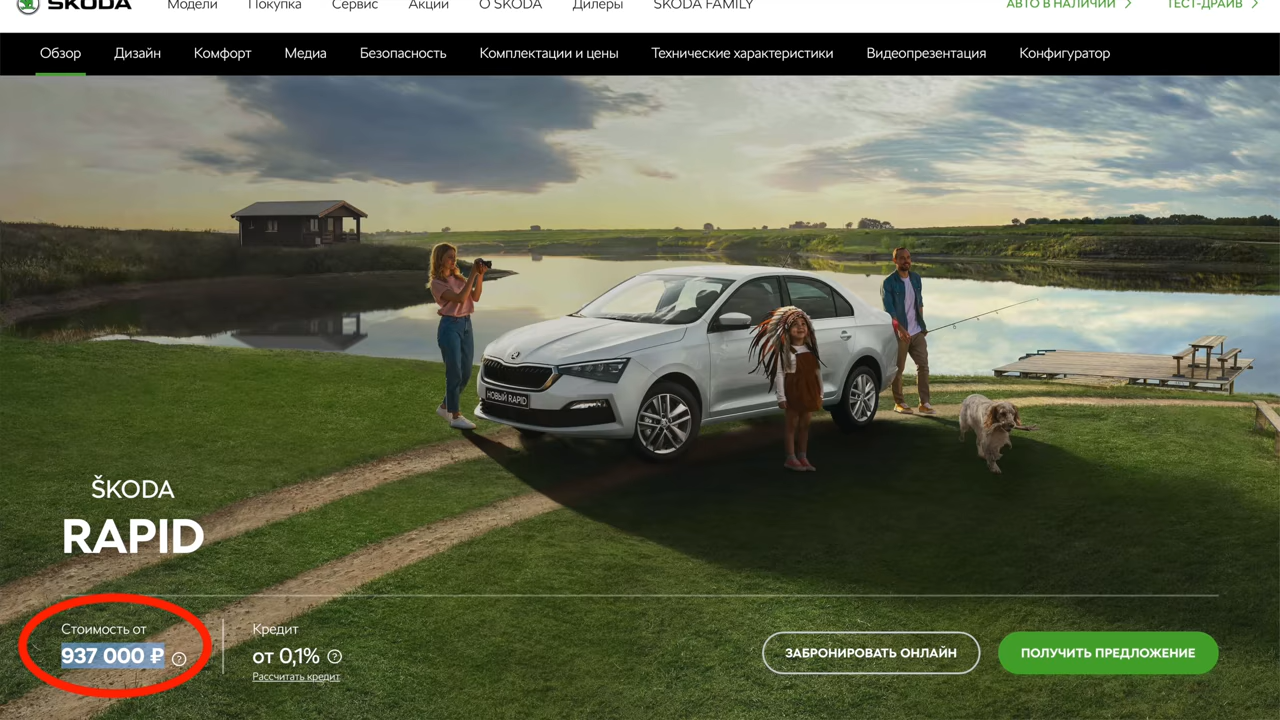 ŠKODA
Модели Покупка Сервис Акции О ŠKODA Дилеры ŠKODA FAMILY АВТО В НАЛИЧИИ ТЕСТ-ДРАЙВ
Обзор Дизайн Комфорт Медиа Безопасность Комплектации и цены Технические характеристики Видеопрезентация Конфигуратор
НОВЫЙ RAPID
ŠKODA
RAPID
Стоимость от
937 000 ₽ ?
Кредит
от 0,1% ?
Рассчитать кредит
ЗАБРОНИРОВАТЬ ОНЛАЙН
ПОЛУЧИТЬ ПРЕДЛОЖЕНИЕ